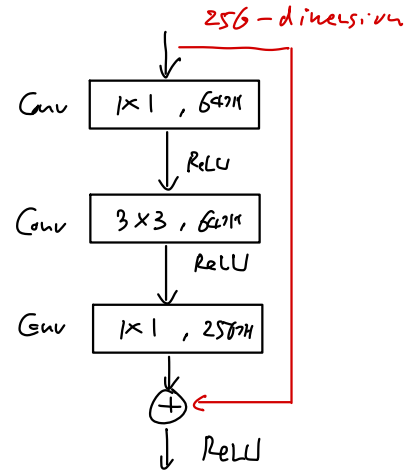 256-dimension
Conv 1×1, 64개
ReLU
Conv 3×3, 64개
ReLU
Conv 1×1, 256개
+
ReLU